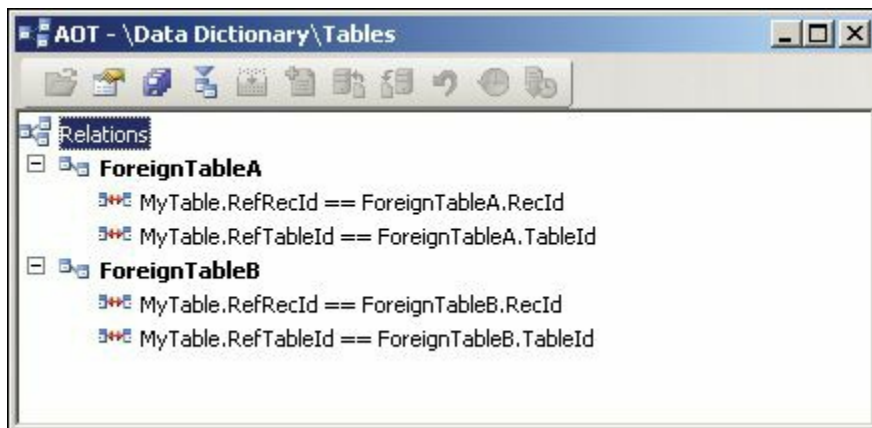 AOT - \Data Dictionary\Tables
Relations
ForeignTableA
MyTable.RefRecId == ForeignTableA.RecId
MyTable.RefTableId == ForeignTableA.TableId
ForeignTableB
MyTable.RefRecId == ForeignTableB.RecId
MyTable.RefTableId == ForeignTableB.TableId